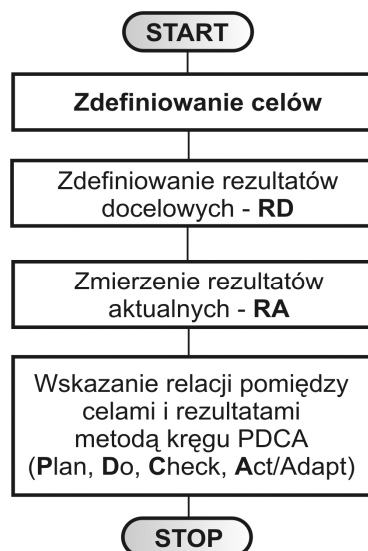 START
Zdefiniowanie celów
Zdefiniowanie rezultatów
docelowych - RD
Zmierzenie rezultatów
aktualnych - RA
Wskazanie relacji pomiędzy
celami i rezultatami
metodą kręgu PDCA
(Plan, Do, Check, Act/Adapt)
STOP